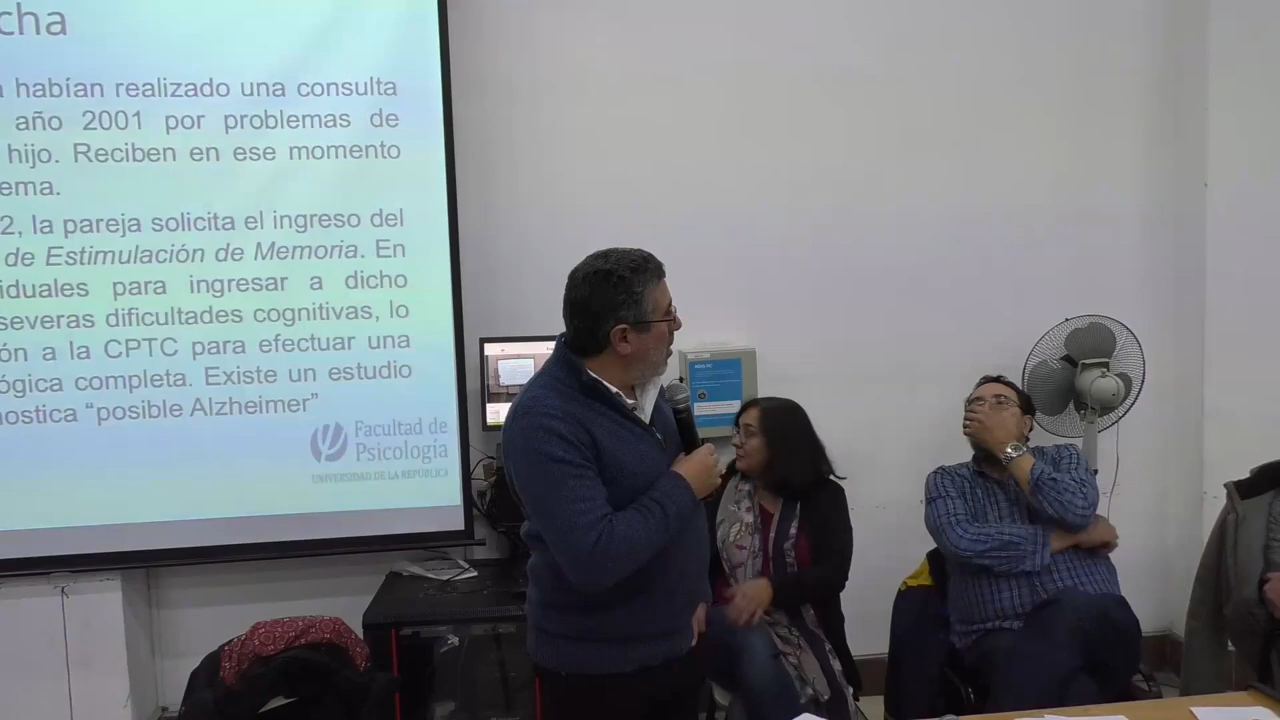 cha
habían realizado una consulta
año 2001 por problemas de
hijo. Reciben en ese momento
ema.
2, la pareja solicita el ingreso del
de Estimulación de Memoria. En
iduales para ingresar a dicho
severas dificultades cognitivas, lo
ón a la CPTC para efectuar una
lógica completa. Existe un estudio
nostica “posible Alzheimer”
Facultad de
Psicología
UNIVERSIDAD DE LA REPÚBLICA